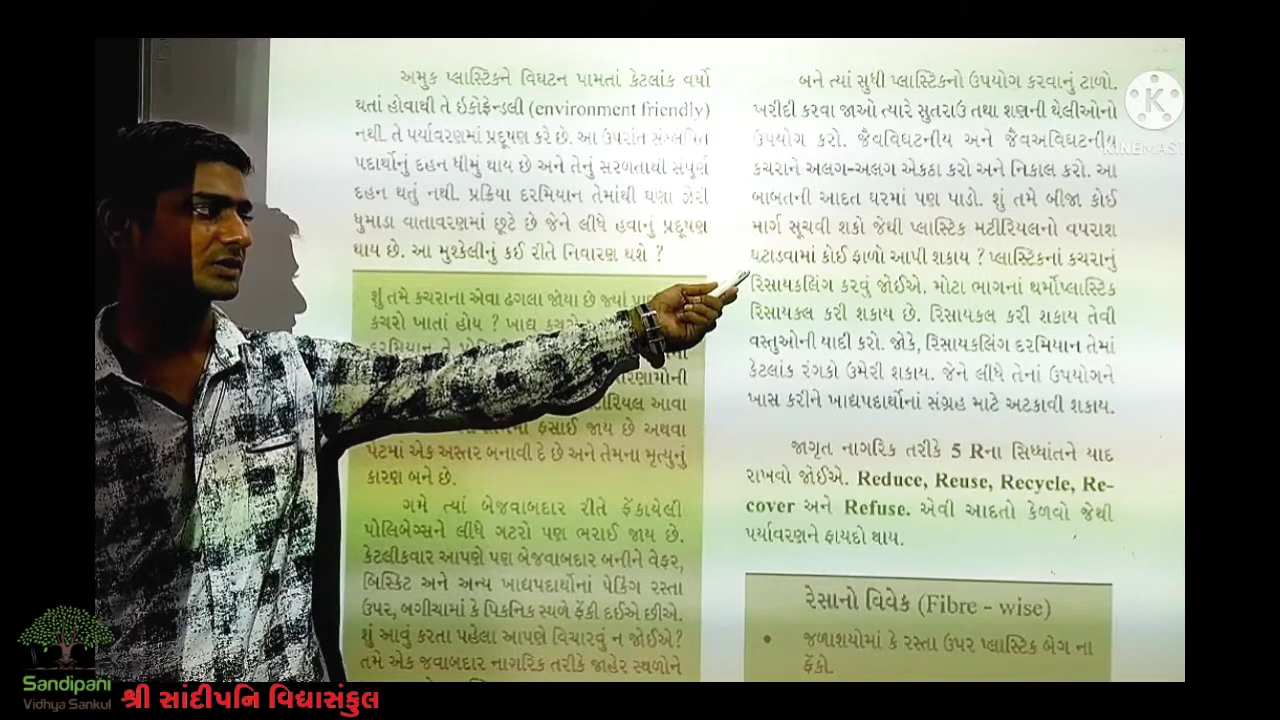 અમુક પ્લાસ્ટિકને વિઘટન પામતાં કેટલાંક વર્ષો
થતાં હોવાથી તે ઇકોફ્રેન્ડલી (environment friendly)
નથી. તે પર્યાવરણમાં પ્રદૂષણ કરે છે. આ ઉપરાંત સંશ્લેષિત
પદાર્થોનું દહન ધીમું થાય છે અને તેનું સરળતાથી સંપૂર્ણ
દહન થતું નથી. પ્રક્રિયા દરમિયાન તેમાંથી ઘણા ઝેરી
ધુમાડા વાતાવરણમાં છૂટે છે જેને લીધે હવાનું પ્રદૂષણ
થાય છે. આ મુશ્કેલીનું કઈ રીતે નિવારણ થશે ?
શું તમે કચરાના એવા ઢગલા જોયા છે જ્યાં
કચરો ખાતાં હોય ? ખાદ્ય કચરો
દરમિયાન તે
આવા
ફસાઈ જાય છે અથવા
પેટમાં એક અસ્તર બનાવી દે છે અને તેમના મૃત્યુનું
કારણ બને છે.
ગમે ત્યાં બેજવાબદાર રીતે ફેંકાયેલી
પોલિબેગ્સને લીધે ગટરો પણ ભરાઈ જાય છે.
કેટલીકવાર આપણે પણ બેજવાબદાર બનીને વેફર,
બિસ્કિટ અને અન્ય ખાદ્યપદાર્થોનાં પેકિંગ રસ્તા
ઉપર, બગીચામાં કે પિકનિક સ્થળે ફેંકી દઈએ છીએ.
શું આવું કરતા પહેલા આપણે વિચારવું ન જોઈએ?
તમે એક જવાબદાર નાગરિક તરીકે જાહેર સ્થળોને
બને ત્યાં સુધી પ્લાસ્ટિકનો ઉપયોગ કરવાનું ટાળો.
ખરીદી કરવા જાઓ ત્યારે સુતરાઉ તથા શણની થેલીઓનો
ઉપયોગ કરો. જૈવવિઘટનીય અને જૈવઅવિઘટનીય
કચરાને અલગ-અલગ એકઠા કરો અને નિકાલ કરો. આ
બાબતની આદત ઘરમાં પણ પાડો. શું તમે બીજા કોઈ
માર્ગ સૂચવી શકો જેથી પ્લાસ્ટિક મટીરિયલનો વપરાશ
ઘટાડવામાં કોઈ ફાળો આપી શકાય ? પ્લાસ્ટિકનાં કચરાનું
રિસાયકલિંગ કરવું જોઈએ. મોટા ભાગનાં થર્મોપ્લાસ્ટિક
રિસાયકલ કરી શકાય છે. રિસાયકલ કરી શકાય તેવી
વસ્તુઓની યાદી કરો. જોકે, રિસાયકલિંગ દરમિયાન તેમાં
કેટલાંક રંગકો ઉમેરી શકાય. જેને લીધે તેનાં ઉપયોગને
ખાસ કરીને ખાદ્યપદાર્થોનાં સંગ્રહ માટે અટકાવી શકાય.
જાગૃત નાગરિક તરીકે 5 Rના સિધ્ધાંતને યાદ
રાખવો જોઈએ. Reduce, Reuse, Recycle, Re-
cover અને Refuse. એવી આદતો કેળવો જેથી
પર્યાવરણને ફાયદો થાય.
રેસાનો વિવેક (Fibre - wise)
• જળાશયોમાં કે રસ્તા ઉપર પ્લાસ્ટિક બેગ ના
ફેંકો.
K
KINEMAST
Sandipani
Vidhya Sankul
શ્રી સાંદીપનિ વિદ્યાસંકુલ